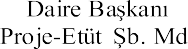 Daire Başkanı
Proje-Etüt Şb. Md